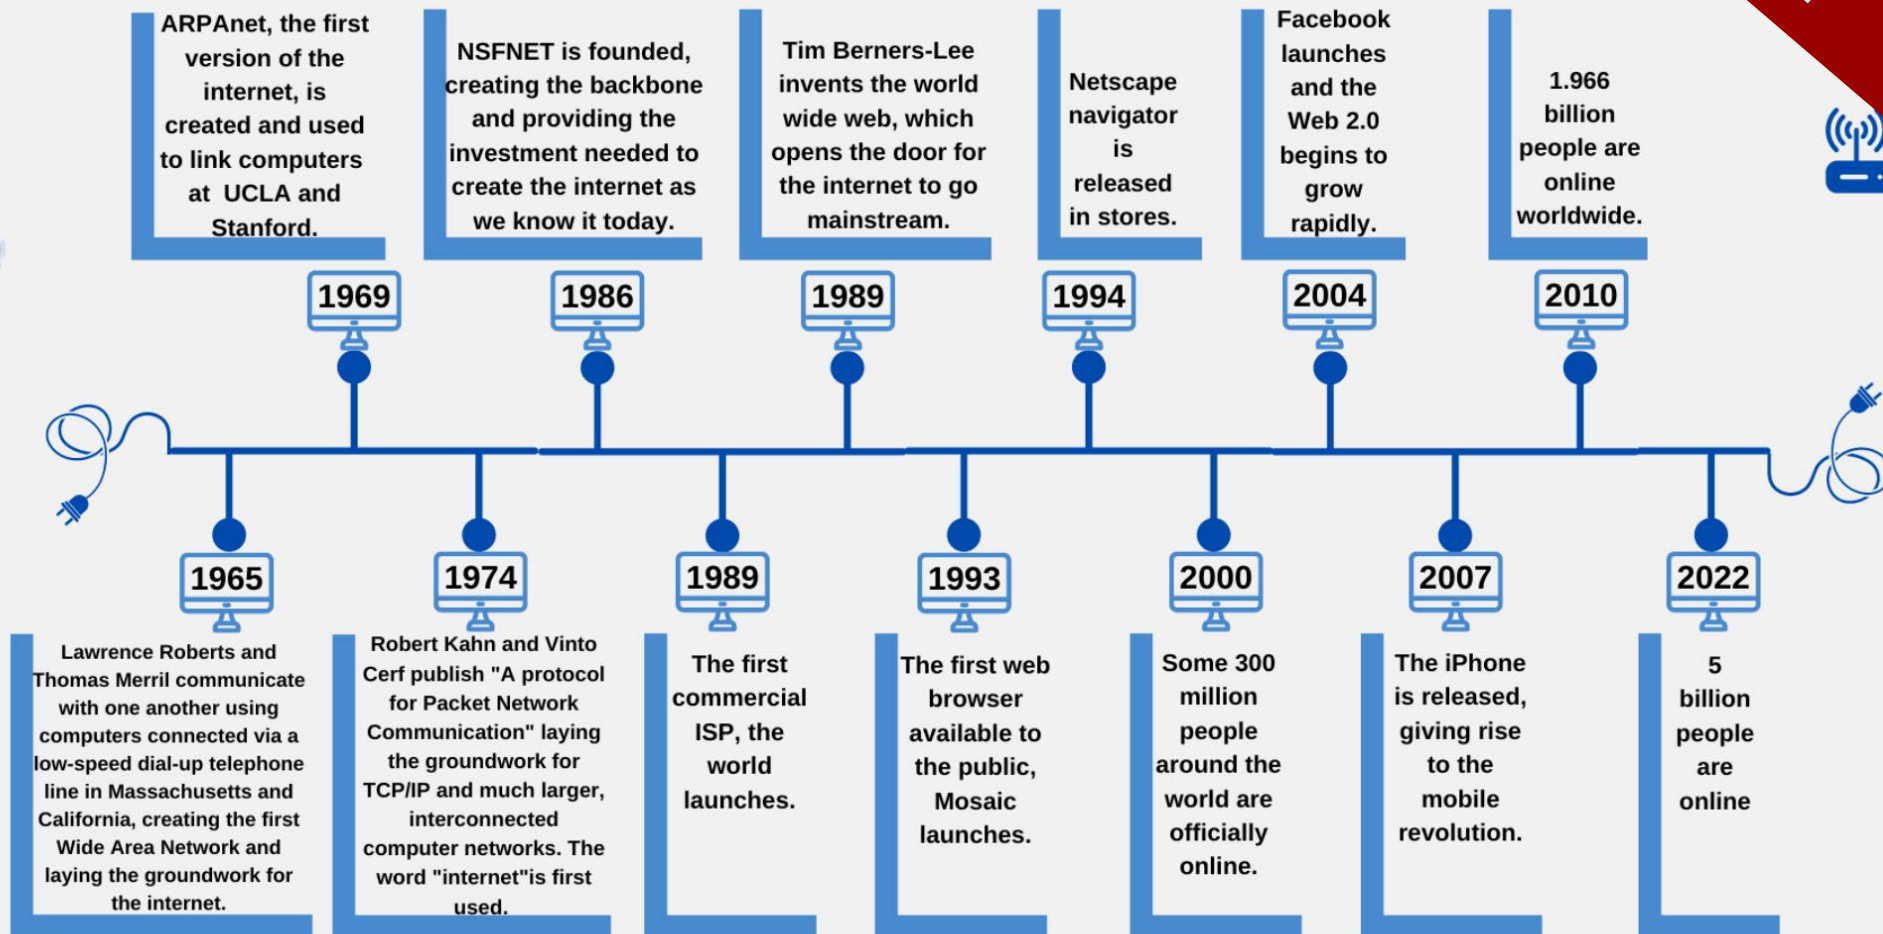 ARPAnet, the first
version of the
internet, is
created and used
to link computers
at UCLA and
Stanford.
NSFNET is founded,
creating the backbone
and providing the
investment needed to
create the internet as
we know it today.
Tim Berners-Lee
invents the world
wide web, which
opens the door for
the internet to go
mainstream.
Netscape
navigator
is
released
in stores.
Facebook
launches
and the
Web 2.0
begins to
grow
rapidly.
1.966
billion
people are
online
worldwide.
1969
1986
1989
1994
2004
2010
1965
1974
1989
1993
2000
2007
2022
Lawrence Roberts and
Thomas Merril communicate
with one another using
computers connected via a
low-speed dial-up telephone
line in Massachusetts and
California, creating the first
Wide Area Network and
laying the groundwork for
the internet.
Robert Kahn and Vinto
Cerf publish "A protocol
for Packet Network
Communication" laying
the groundwork for
TCP/IP and much larger,
interconnected
computer networks. The
word "internet"is first
used.
The first
commercial
ISP, the
world
launches.
The first web
browser
available to
the public,
Mosaic
launches.
Some 300
million
people
around the
world are
officially
online.
The iPhone
is released,
giving rise
to the
mobile
revolution.
5
billion
people
are
online